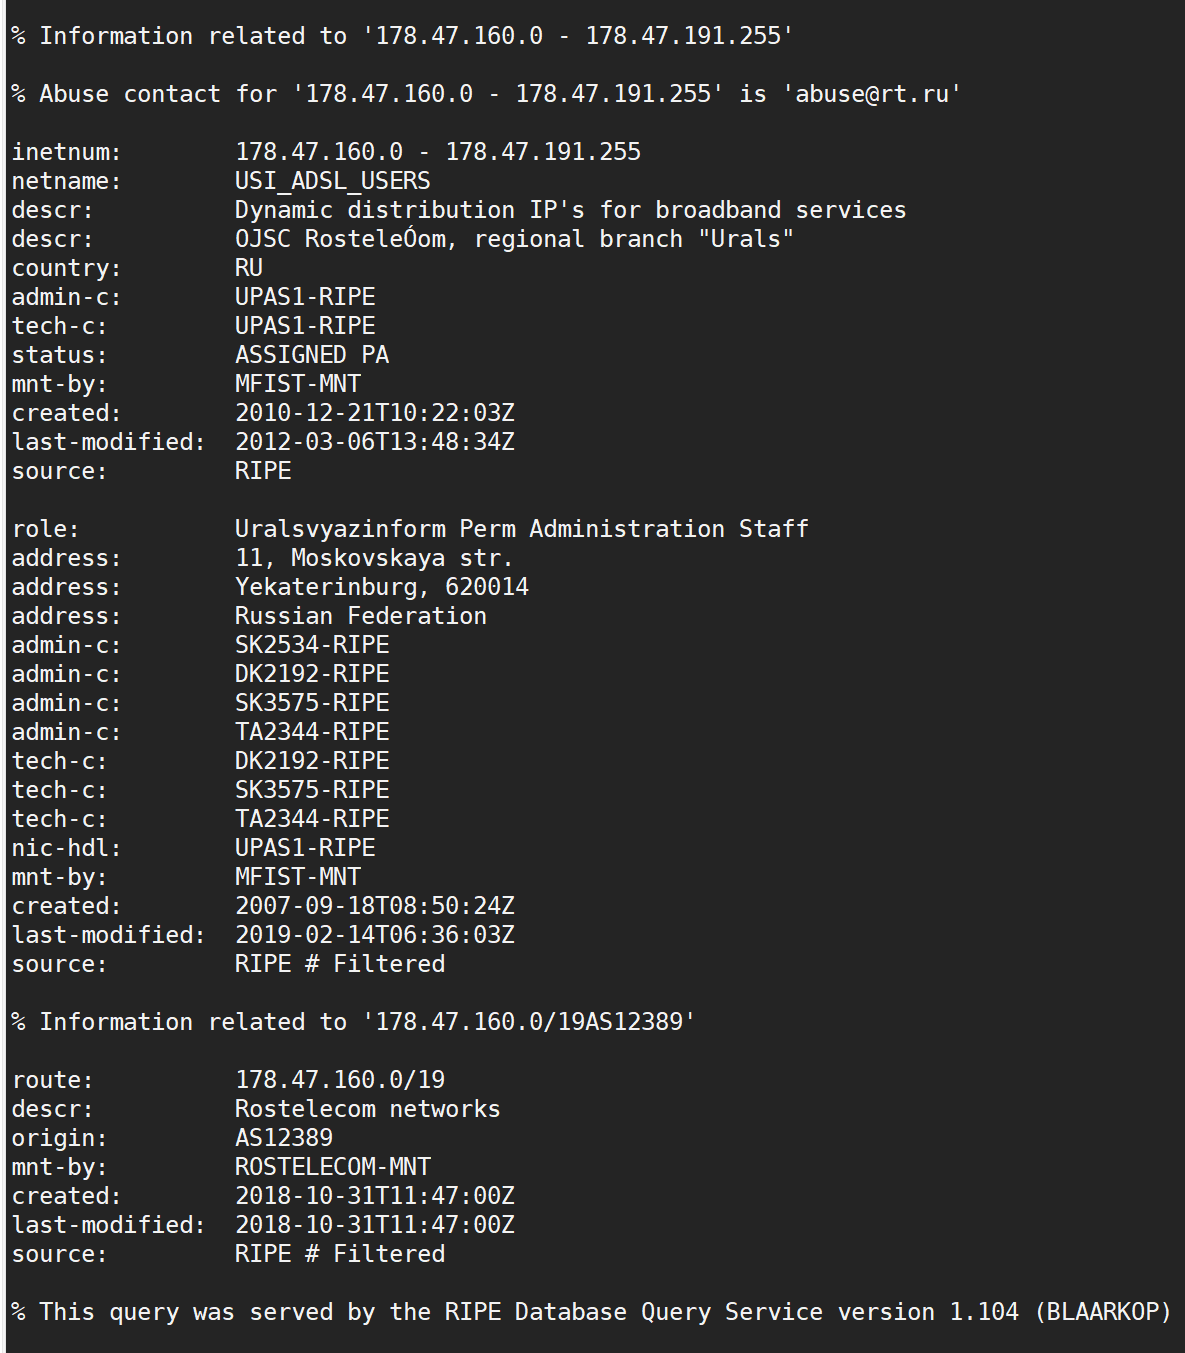 % Information related to '178.47.160.0 - 178.47.191.255'
% Abuse contact for '178.47.160.0 - 178.47.191.255' is 'abuse@rt.ru'
inetnum:        178.47.160.0 - 178.47.191.255
netname:        USI_ADSL_USERS
descr:          Dynamic distribution IP's for broadband services
descr:          OJSC RosteleÓom, regional branch "Urals"
country:        RU
admin-c:        UPAS1-RIPE
tech-c:         UPAS1-RIPE
status:         ASSIGNED PA
mnt-by:         MFIST-MNT
created:        2010-12-21T10:22:03Z
last-modified:  2012-03-06T13:48:34Z
source:         RIPE
role:           Uralsvyazinform Perm Administration Staff
address:        11, Moskovskaya str.
address:        Yekaterinburg, 620014
address:        Russian Federation
admin-c:        SK2534-RIPE
admin-c:        DK2192-RIPE
admin-c:        SK3575-RIPE
admin-c:        TA2344-RIPE
tech-c:         DK2192-RIPE
tech-c:         SK3575-RIPE
tech-c:         TA2344-RIPE
nic-hdl:        UPAS1-RIPE
mnt-by:         MFIST-MNT
created:        2007-09-18T08:50:24Z
last-modified:  2019-02-14T06:36:03Z
source:         RIPE # Filtered
% Information related to '178.47.160.0/19AS12389'
route:          178.47.160.0/19
descr:          Rostelecom networks
origin:         AS12389
mnt-by:         ROSTELECOM-MNT
created:        2018-10-31T11:47:00Z
last-modified:  2018-10-31T11:47:00Z
source:         RIPE # Filtered
% This query was served by the RIPE Database Query Service version 1.104 (BLAARKOP)